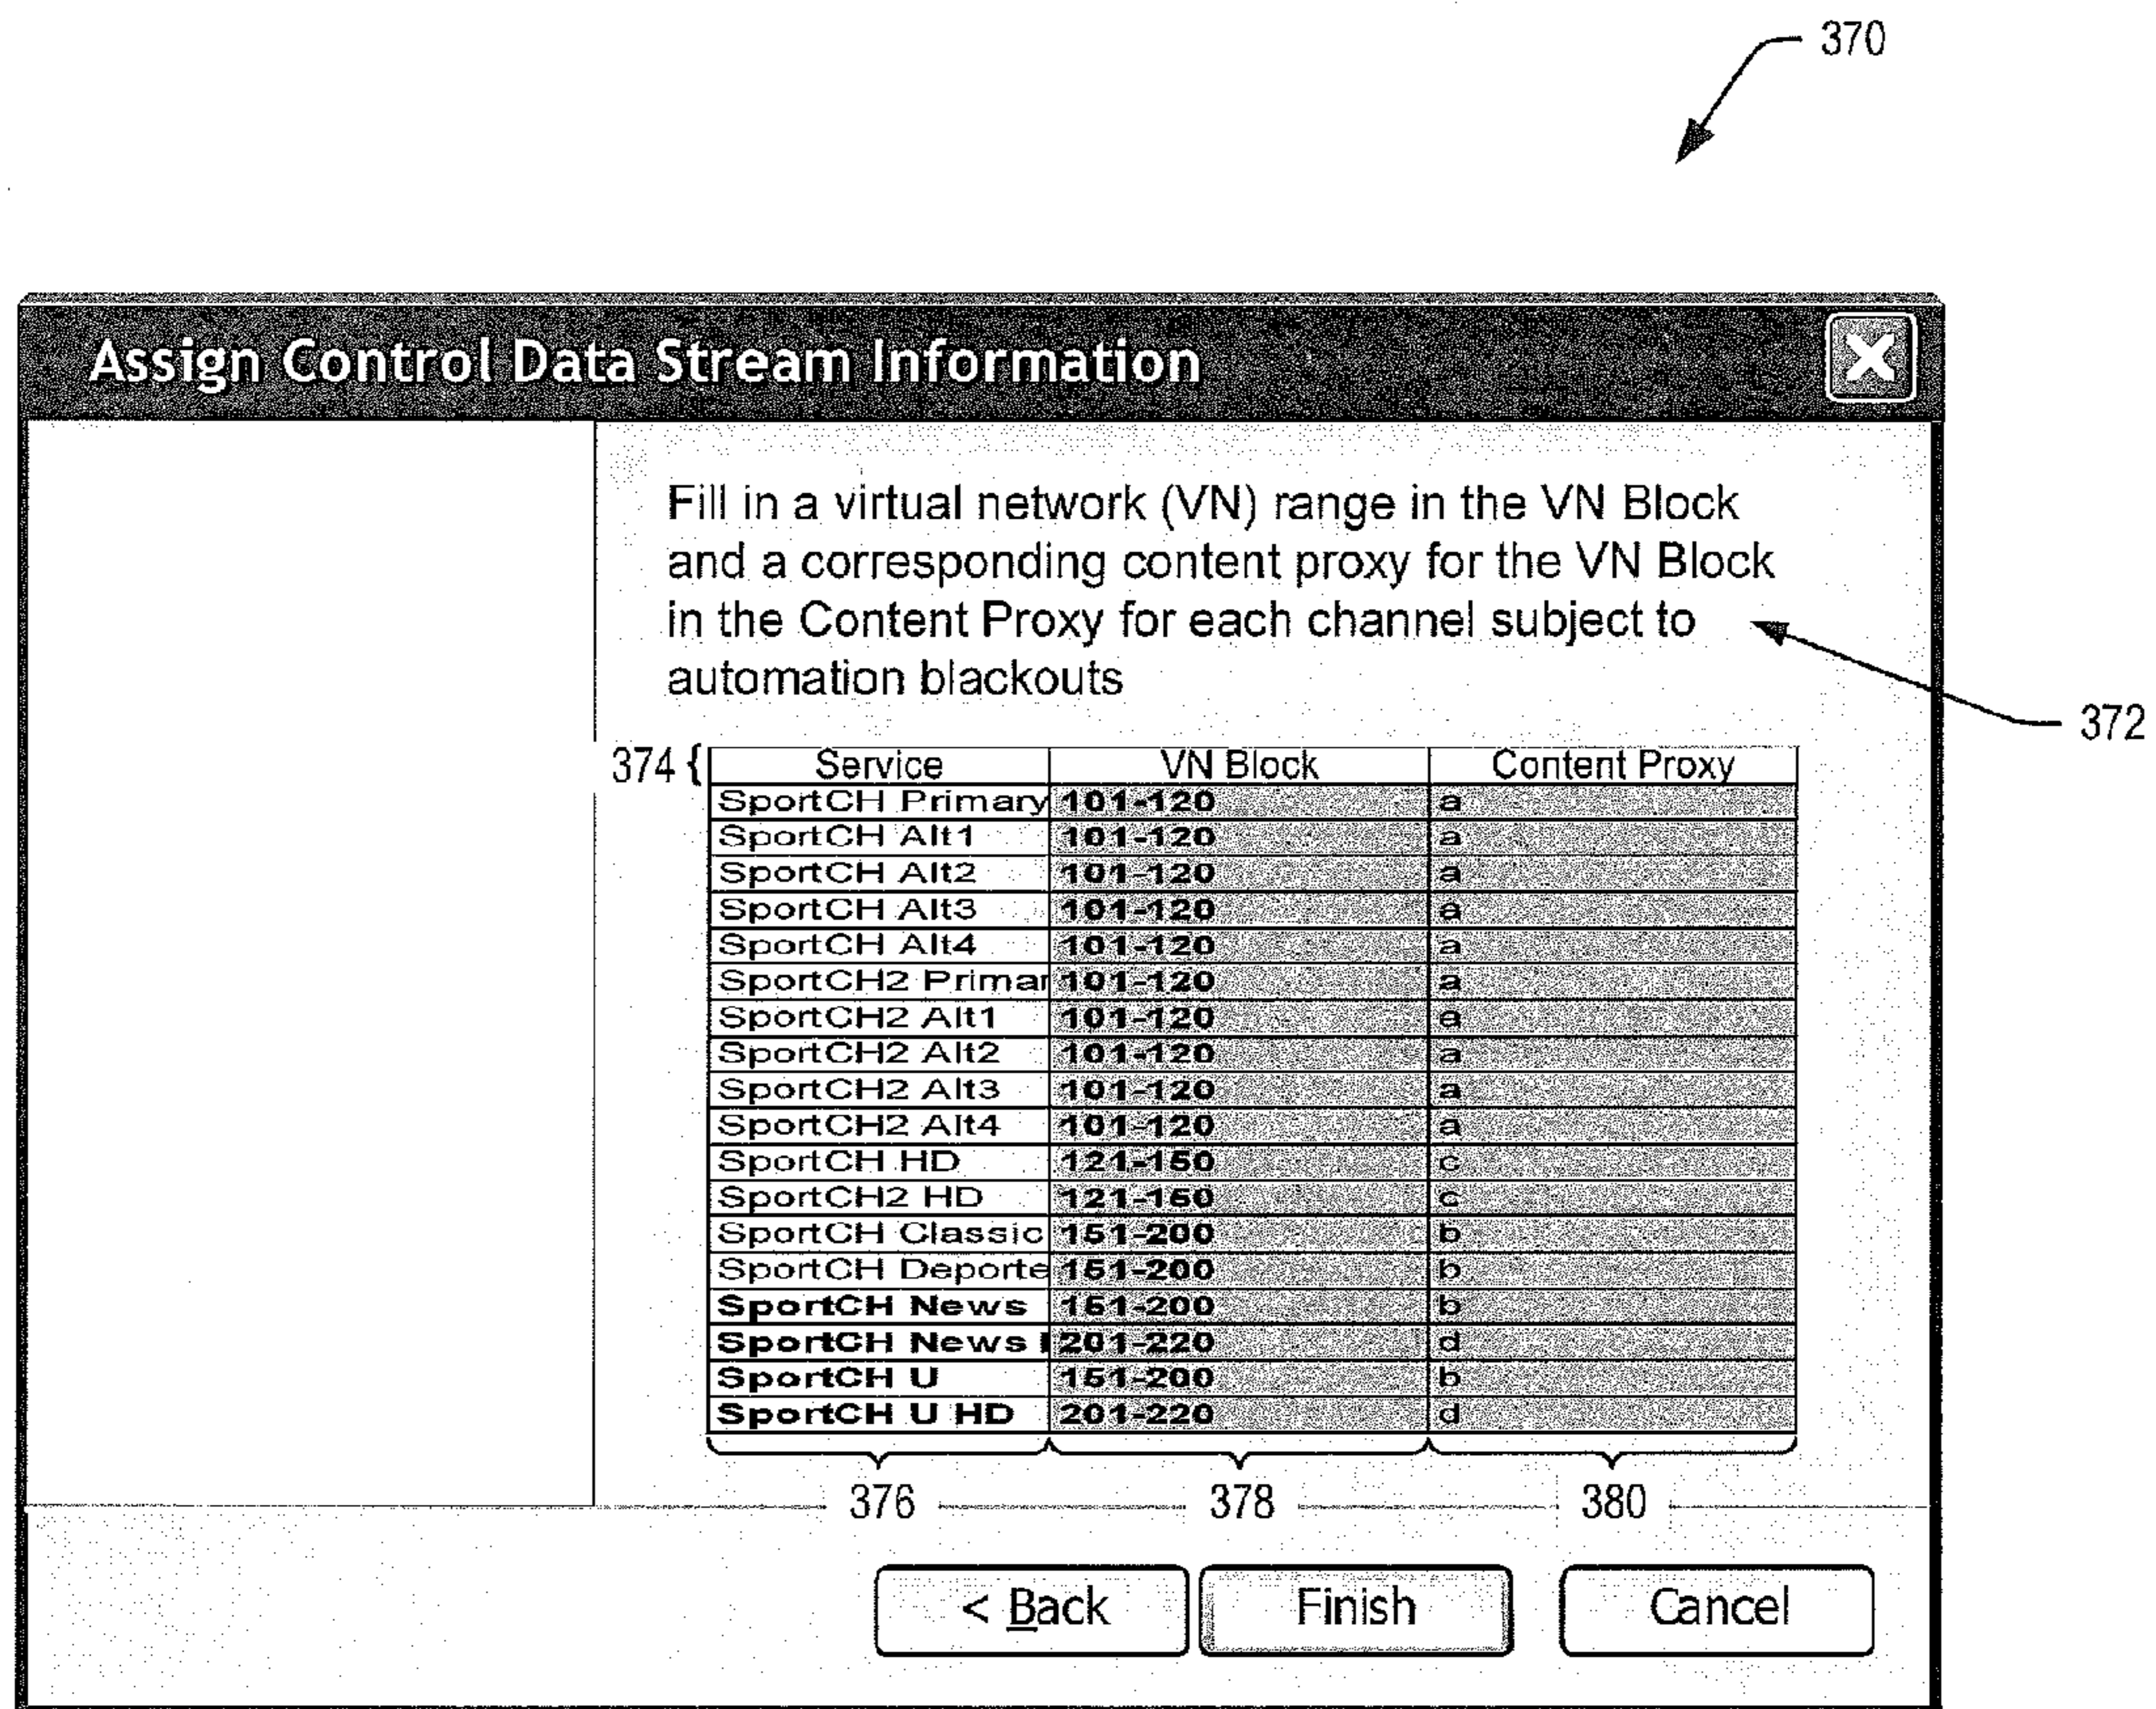 370
Assign Control Data Stream Information
Fill in a virtual network (VN) range in the VN Block
and a corresponding content proxy for the VN Block
in the Content Proxy for each channel subject to
automation blackouts
372
374 { Service VN Block Content Proxy
SportCH Primary 101-120 a
SportCH Alt1 101-120 a
SportCH Alt2 101-120 a
SportCH Alt3 101-120 a
SportCH Alt4 101-120 a
SportCH2 Primar 101-120 a
SportCH2 Alt1 101-120 a
SportCH2 Alt2 101-120 a
SportCH2 Alt3 101-120 a
SportCH2 Alt4 101-120 a
SportCH HD 121-150 c
SportCH2 HD 121-150 c
SportCH Classic 151-200 b
SportCH Deporte 151-200 b
SportCH News 151-200 b
SportCH News 201-220 d
SportCH U 151-200 b
SportCH U HD 201-220 d
376 378 380
< Back Finish Cancel